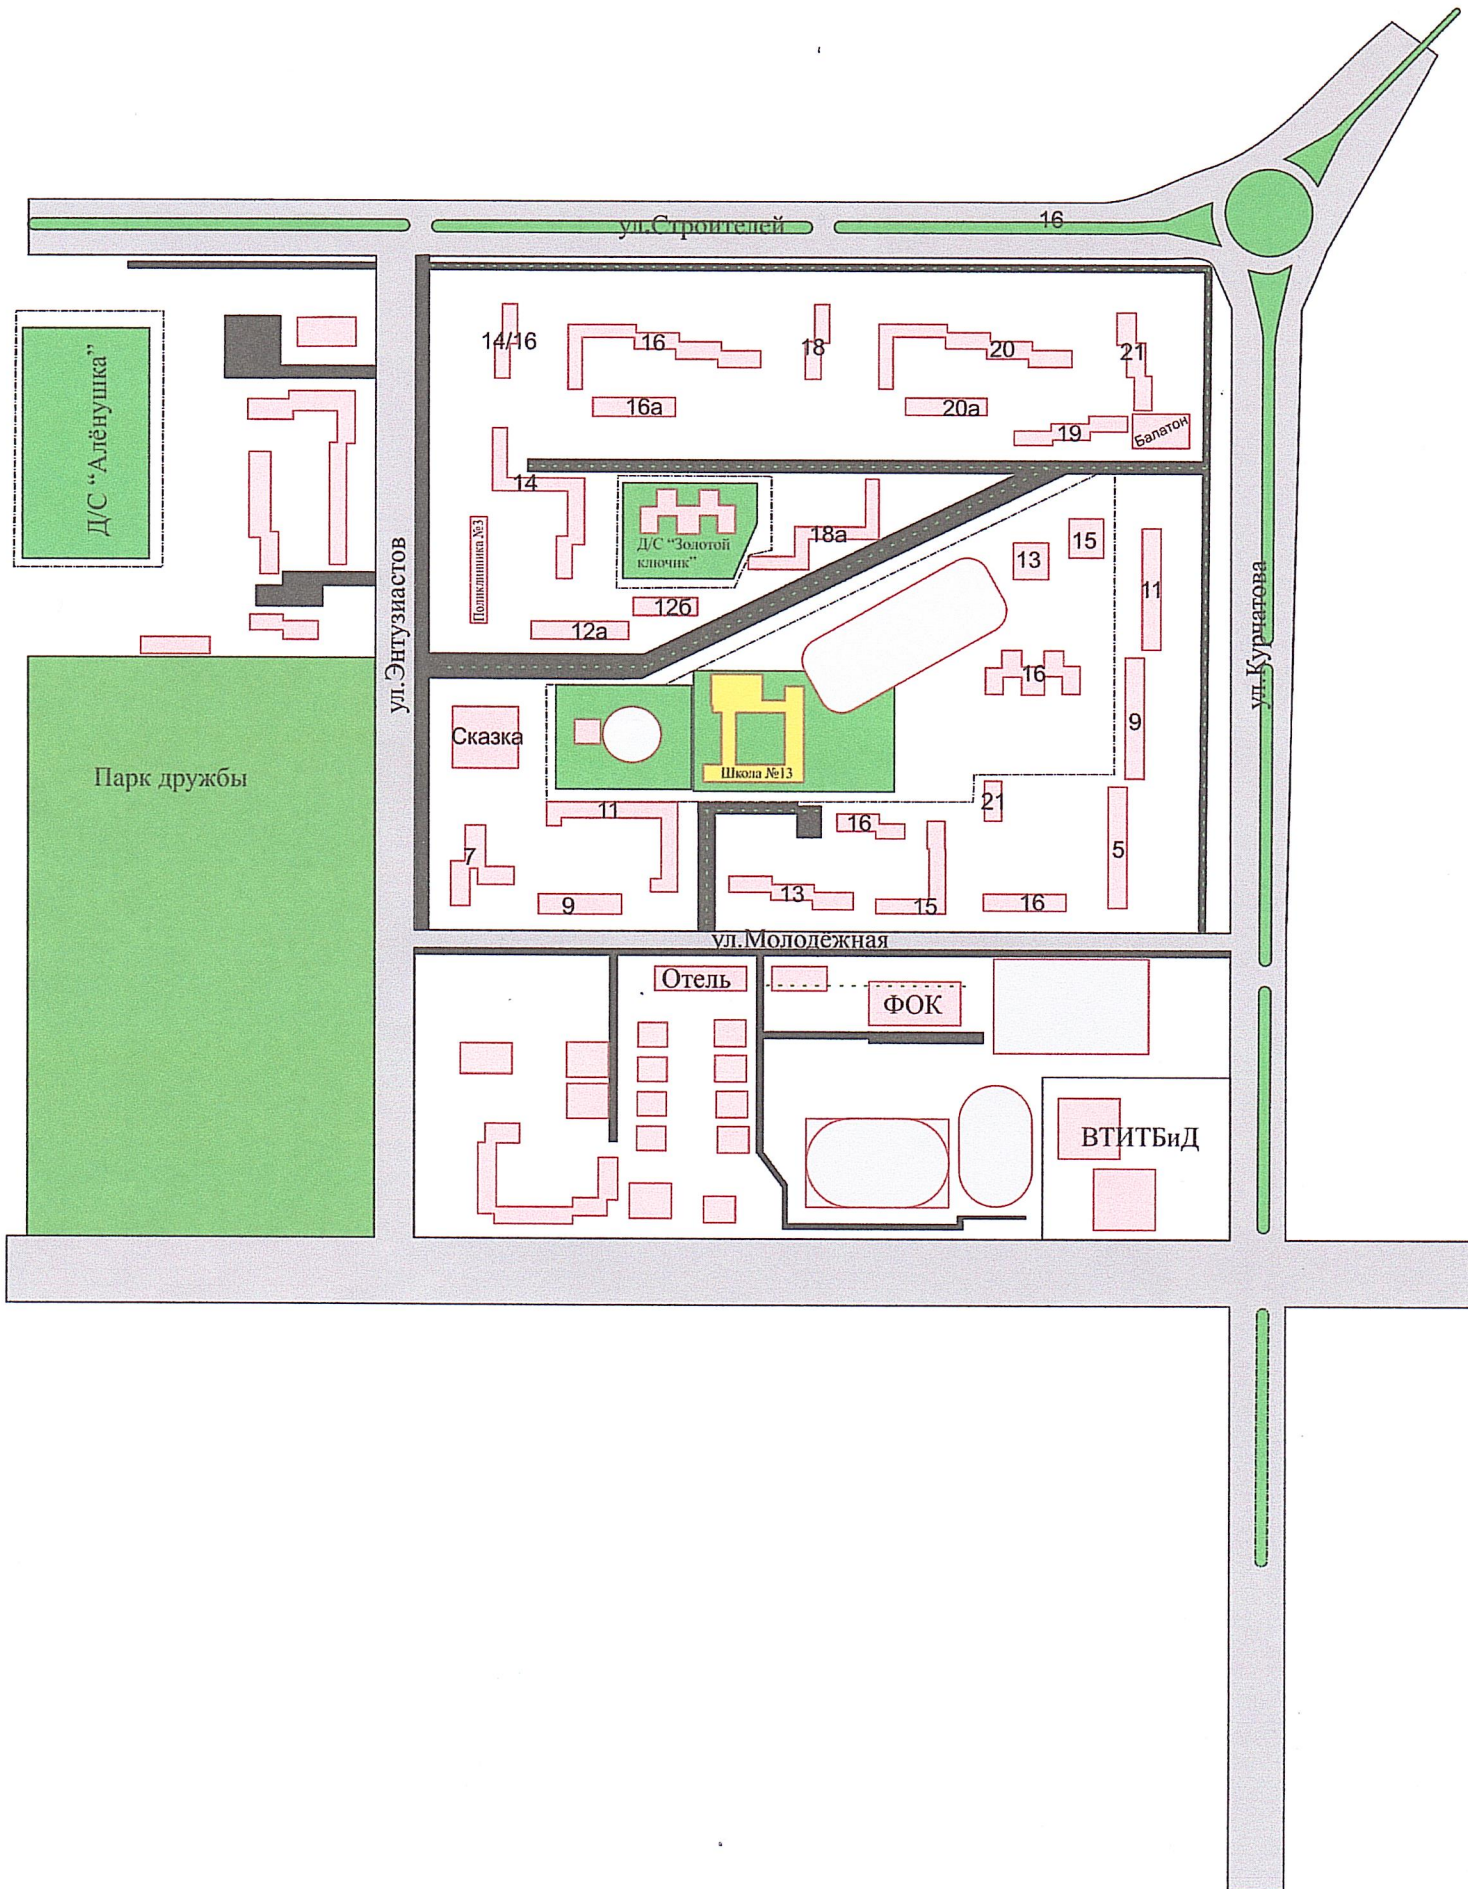 ул.Строителей
16
14/16
16
18
20
21
16а
20а
19
Балатон
Д/С “Алёнушка”
14
Поликлинника №3
Д/С “Золотой
ключик”
18а
13
15
11
12б
12а
ул.Энтузиастов
ул.Курчатова
16
9
Сказка
Школа №13
Парк дружбы
11
21
16
7
5
13
9
15
16
ул.Молодёжная
Отель
ФОК
ВТИТБиД